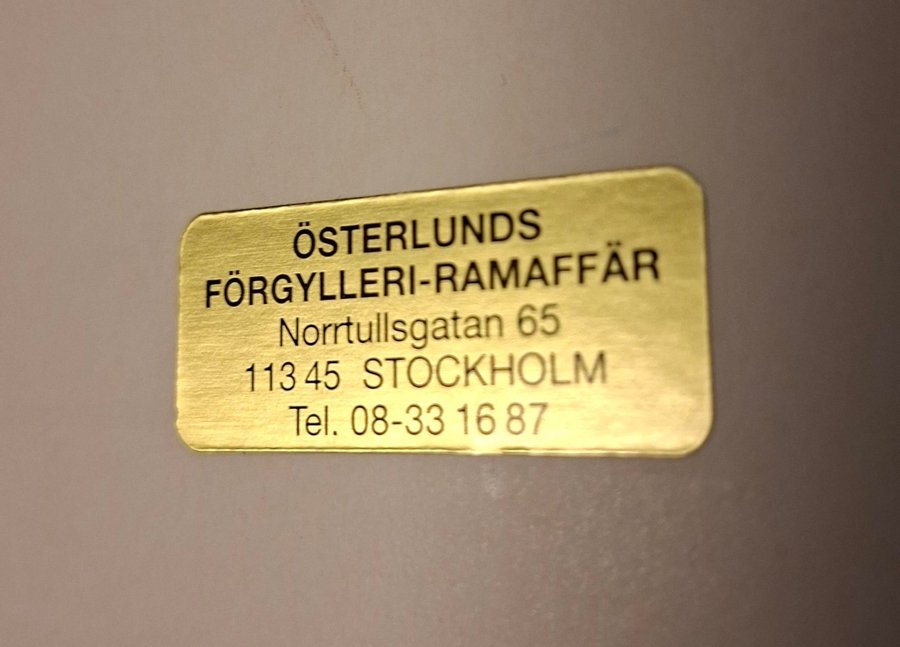 ÖSTERLUNDS
FÖRGYLLERI-RAMAFFÄR
Norrtullsgatan 65
113 45 STOCKHOLM
Tel. 08-33 16 87